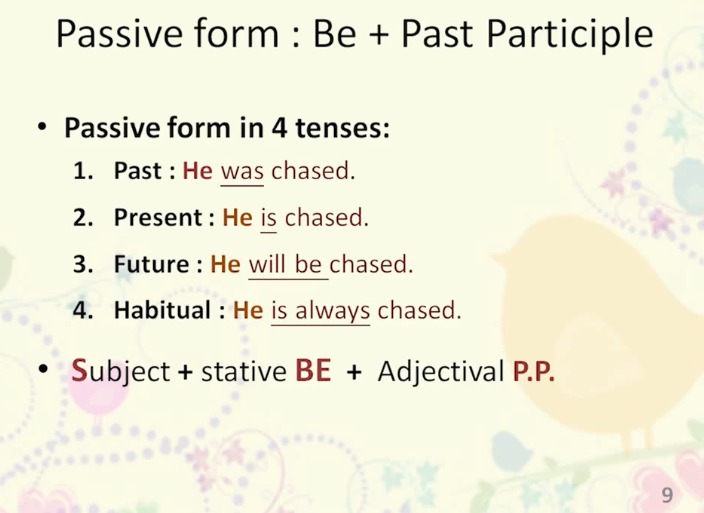 Passive form : Be + Past Participle
• Passive form in 4 tenses:
1. Past : He was chased.
2. Present : He is chased.
3. Future : He will be chased.
4. Habitual : He is always chased.
• Subject + stative BE + Adjectival P.P.
9